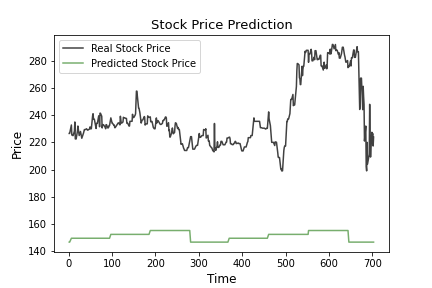 Stock Price Prediction
Real Stock Price
Predicted Stock Price
Price
280
260
240
220
200
180
160
140
0 100 200 300 400 500 600 700
Time